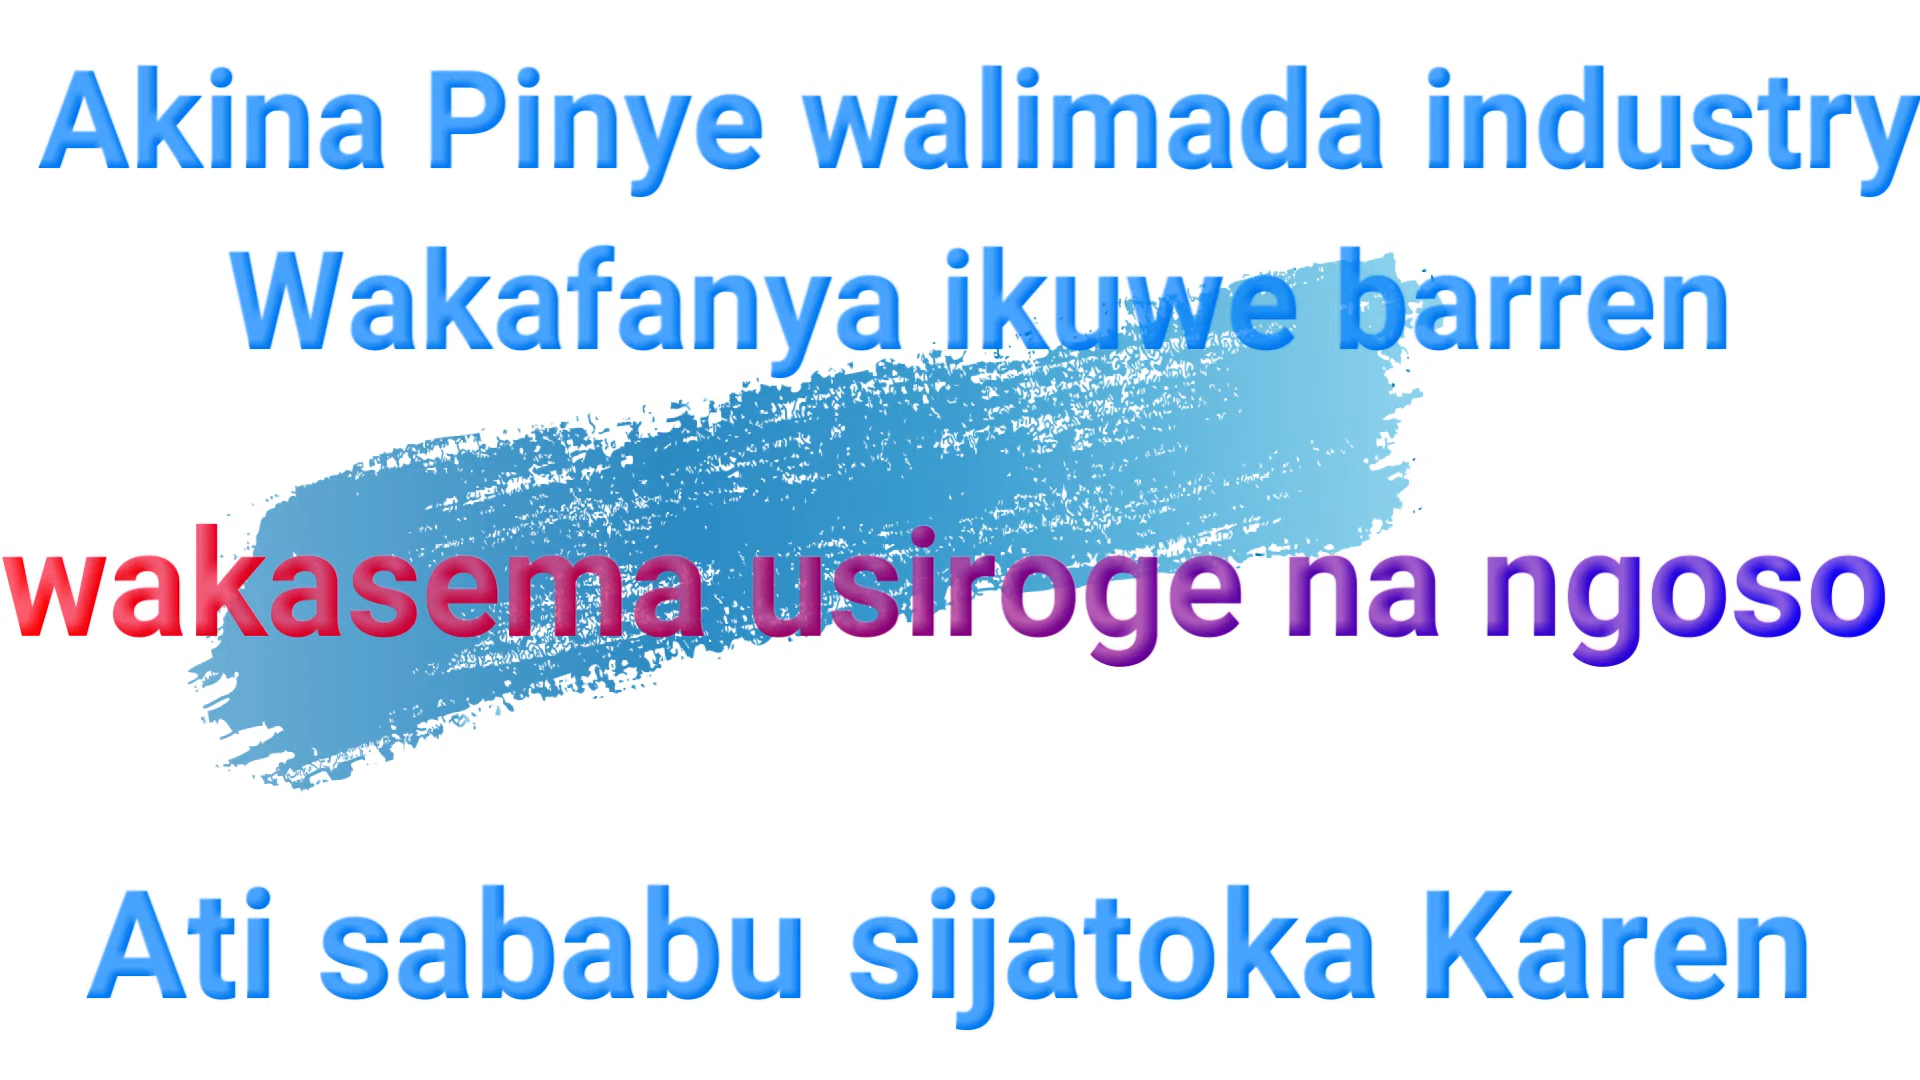 Akina Pinye walimada industry
Wakafanya ikuwe barren
wakasema usiroge na ngoso
Ati sababu sijatoka Karen